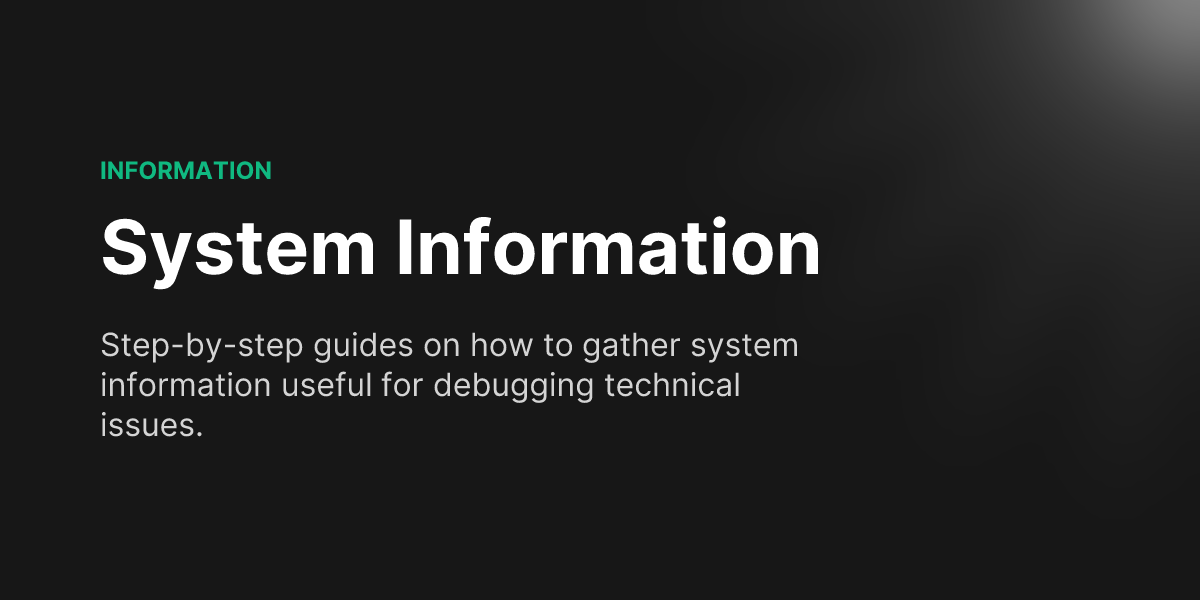 INFORMATION
System Information
Step-by-step guides on how to gather system
information useful for debugging technical
issues.